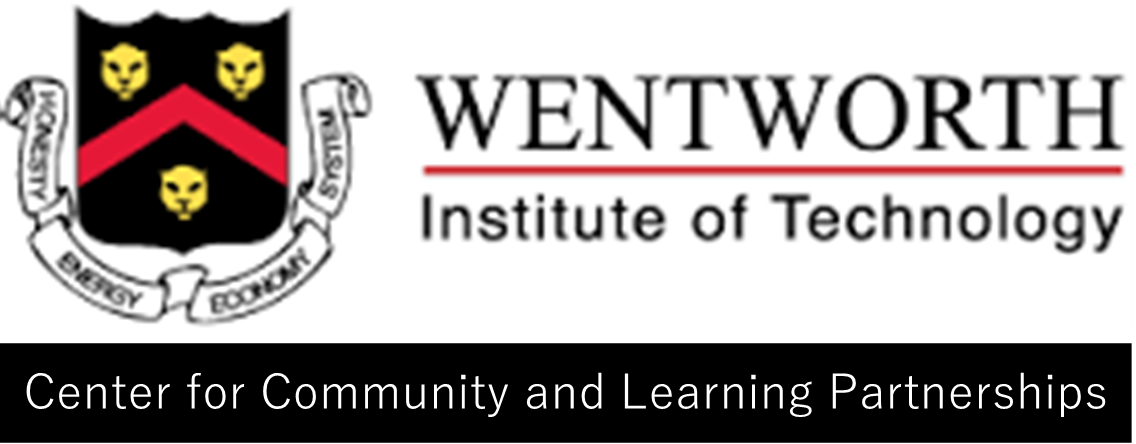 HONESTY
ENERGY
ECONOMY
SYSTEM
WENTWORTH
Institute of Technology
Center for Community and Learning Partnerships